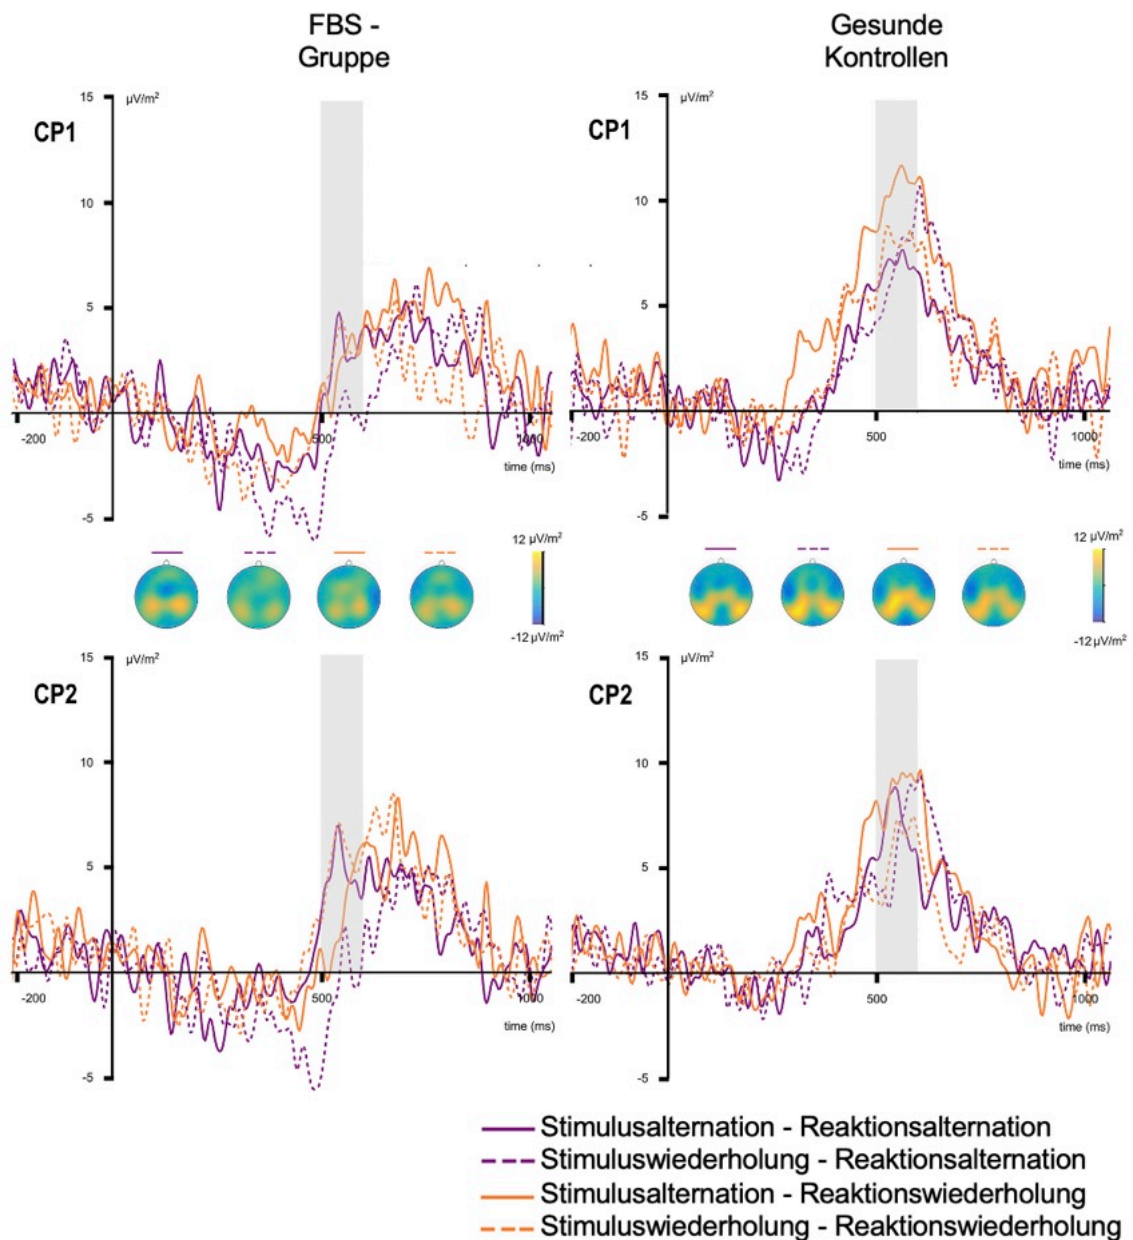 FBS -
Gruppe
Gesunde
Kontrollen
15
µV/m²
CP1
10
5
-200
500
1000
time (ms)
-5
15
µV/m²
CP1
10
5
-200
500
1000
time (ms)
-5
12 µV/m²
-12 µV/m²
12 µV/m²
-12 µV/m²
15
µV/m²
CP2
10
5
-200
500
1000
time (ms)
-5
15
µV/m²
CP2
10
5
-200
500
1000
time (ms)
-5
Stimulusalternation - Reaktionsalternation
Stimuluswiederholung - Reaktionsalternation
Stimulusalternation - Reaktionswiederholung
Stimuluswiederholung - Reaktionswiederholung